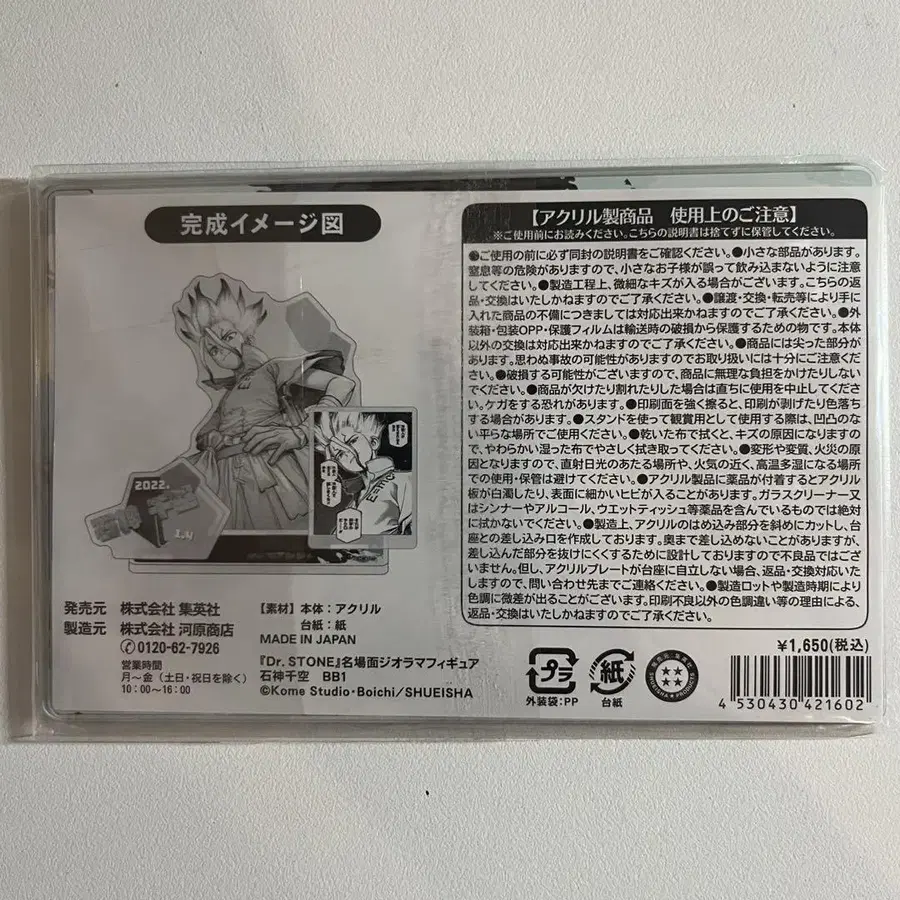 完成イメージ図
2022.
1.4
発売元 株式会社 集英社
製造元 株式会社 河原商店
0120-62-7926
営業時間
月～金（土日・祝日を除く）
10：00～16：00
【素材】本体：アクリル
台紙：紙
MADE IN JAPAN
『Dr. STONE』名場面ジオラマフィギュア
石神千空 BB1
©Kome Studio・Boichi/SHUEISHA
【アクリル製商品 使用上のご注意】
※ご使用前にお読みください。こちらの説明書は捨てずに保管してください。
●ご使用の前に必ず同封の説明書をご確認ください。●小さな部品があります。
窒息等の危険がありますので、小さなお子様が誤って飲み込まないように注意
してください。●製造工程上、微細なキズが入る場合がございます。こちらの返
品・交換はいたしかねますのでご了承ください。●譲渡・交換・転売等により手に
入れた商品の不備につきましては対応出来かねますのでご了承ください。●外
装箱・包装OPP・保護フィルムは輸送時の破損から保護するための物です。本体
以外の交換は対応出来かねますのでご了承ください。●商品には尖った部分が
あります。思わぬ事故の可能性がありますのでお取り扱いには十分にご注意くださ
い。●破損する可能性がございますので、商品に無理な負担をかけたりしない
でください。●商品が欠けたり割れたりした場合は直ちに使用を中止してくださ
い。ケガをする恐れがあります。●印刷面を強く擦ると、印刷が剥げたり色落ち
する場合があります。●スタンドを使って観賞用として使用する際は、凹凸のな
い平らな場所でご使用ください。●乾いた布で拭くと、キズの原因になりますの
で、やわらかい湿った布でやさしく拭き取ってください。●変形や変質、火災の原
因となりますので、直射日光のあたる場所や、火気の近く、高温多湿になる場所
での使用・保管は避けてください。●アクリル製品に薬品が付着するとアクリル
板が白濁したり、表面に細かいヒビが入ることがあります。ガラスクリーナー又
はシンナーやアルコール、ウエットティッシュ等薬品を含んでいるものでは絶対
に拭かないでください。●製造上、アクリルのはめ込み部分を斜めにカットし、台
座との差し込み口を作成しております。奥まで差し込めないことがありますが、
差し込んだ部分を抜けにくくするために設計しておりますので不良品ではござ
いません。但し、アクリルプレートが台座に自立しない場合、返品・交換対応いた
しますので、問い合わせ先までご連絡ください。●製造ロットや製造時期により
色調に微差が出ることがございます。印刷不良以外の色調違い等の理由による、
返品・交換はいたしかねますのでご了承ください。
¥1,650(税込)
プラ
外装袋：PP
紙
台紙
SHUEISHA PRODUCTS
4 530430 421602